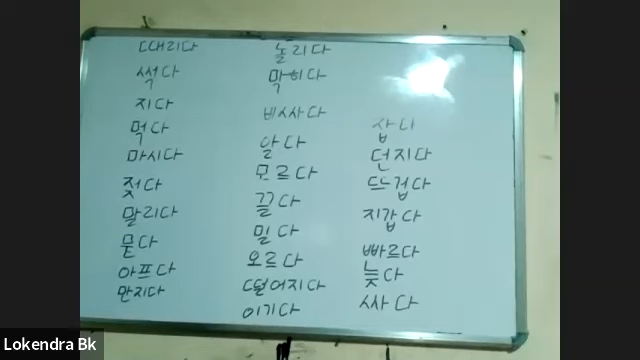 때리다
썩다
지다
먹다
마시다
젖다
말리다
묻다
아프다
만지다
놀리다
막히다
비싸다
알다
모르다
끌다
밀다
오르다
떨어지다
이기다
던지다
뜨겁다
지갑다
빠르다
늦다
싸다
Lokendra Bk